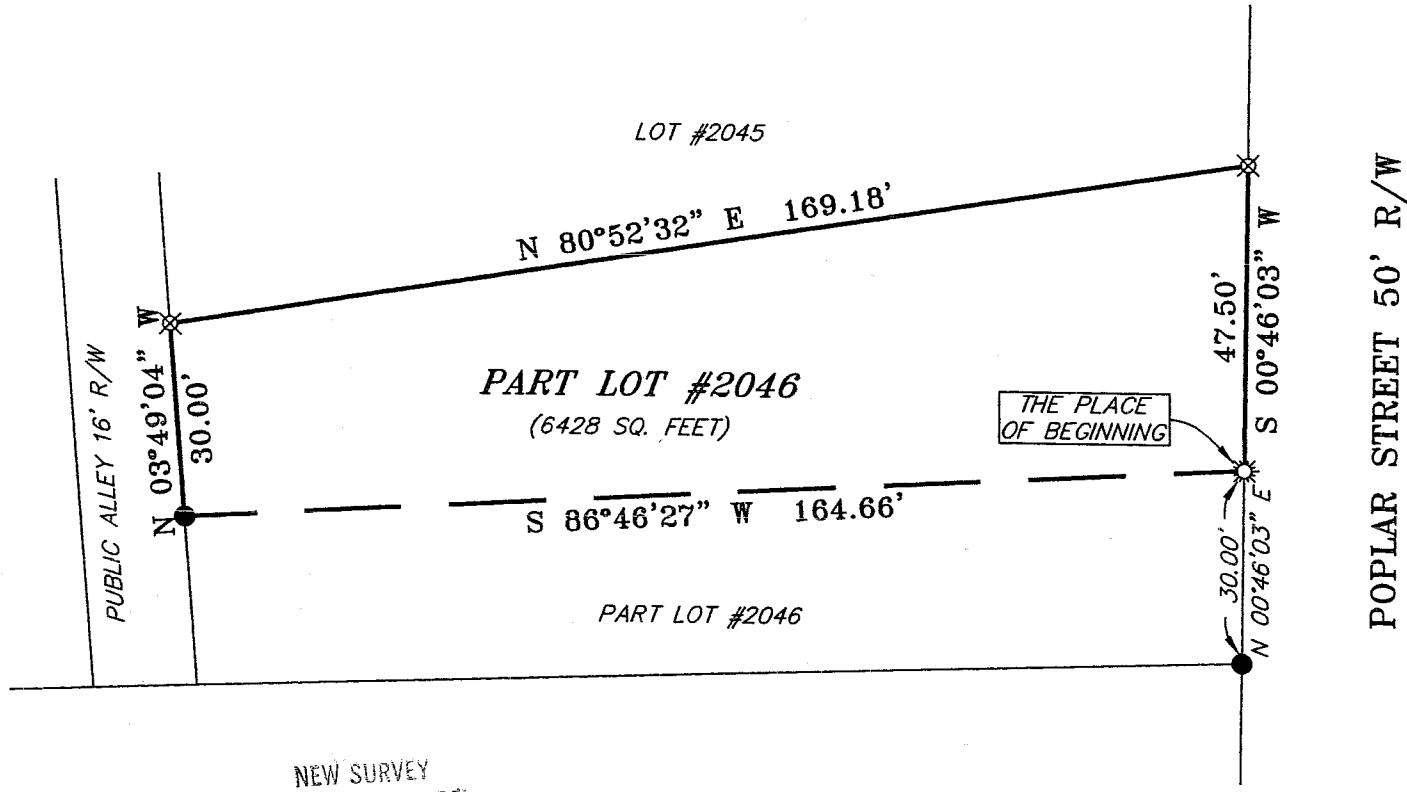 LOT #2045
N 80°52'32" E 169.18'
PUBLIC ALLEY 16' R/W
N 03°49'04" W
30.00'
PART LOT #2046
(6428 SQ. FEET)
THE PLACE
OF BEGINNING
47.50'
S 00°46'03" W
POPLAR STREET 50' R/W
S 86°46'27" W 164.66'
30.00'
N 00°46'03" E
PART LOT #2046
NEW SURVEY